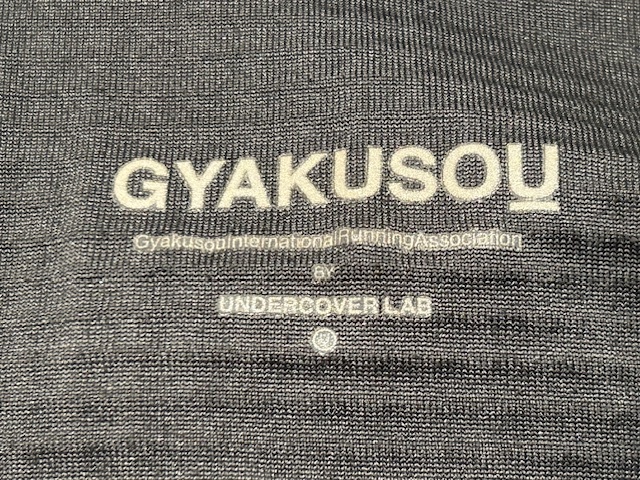 GYAKUSOU
GyakusouInternationalRunningAssociation
BY
UNDERCOVER LAB